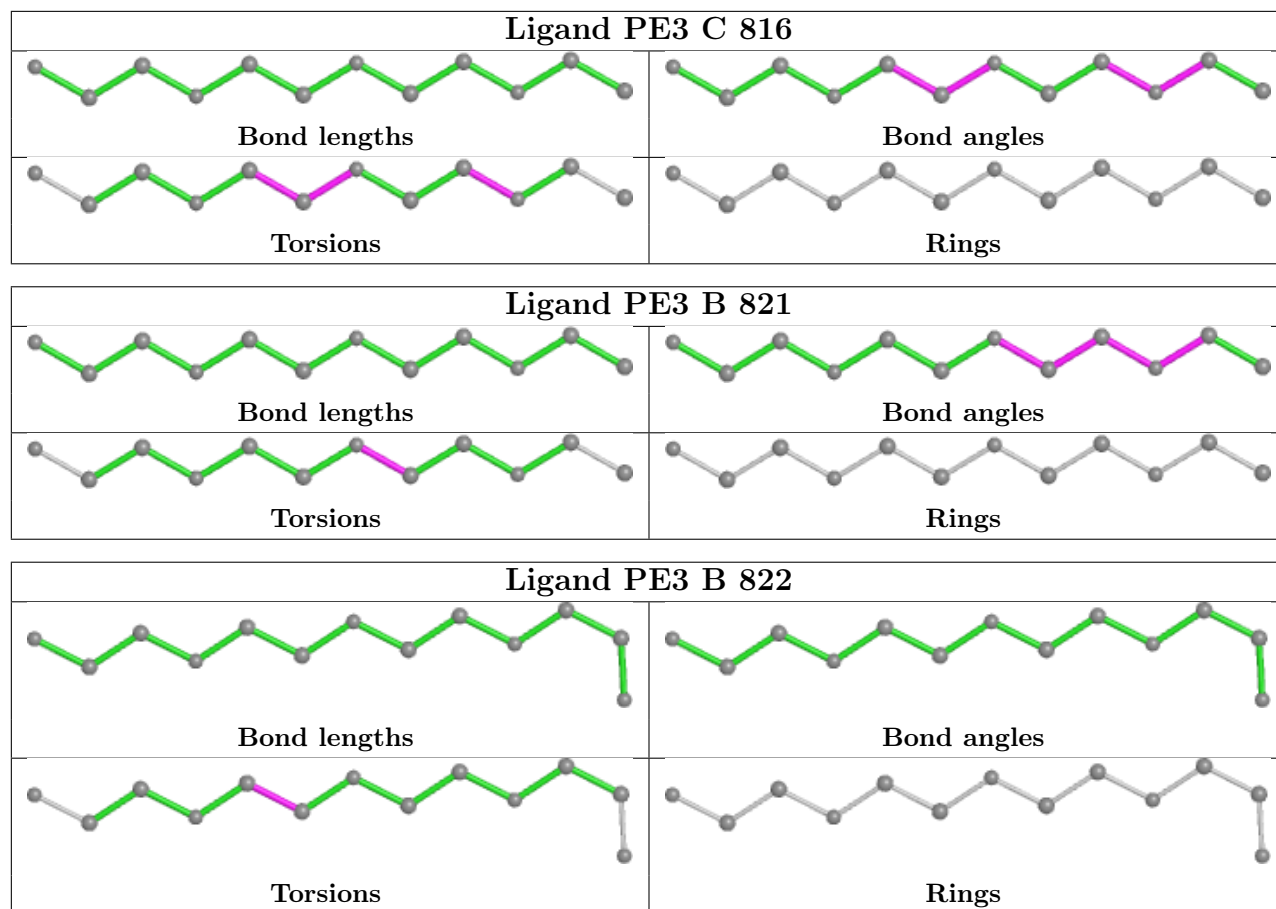 Ligand PE3 C 816
Bond lengths
Bond angles
Torsions
Rings
Ligand PE3 B 821
Bond lengths
Bond angles
Torsions
Rings
Ligand PE3 B 822
Bond lengths
Bond angles
Torsions
Rings